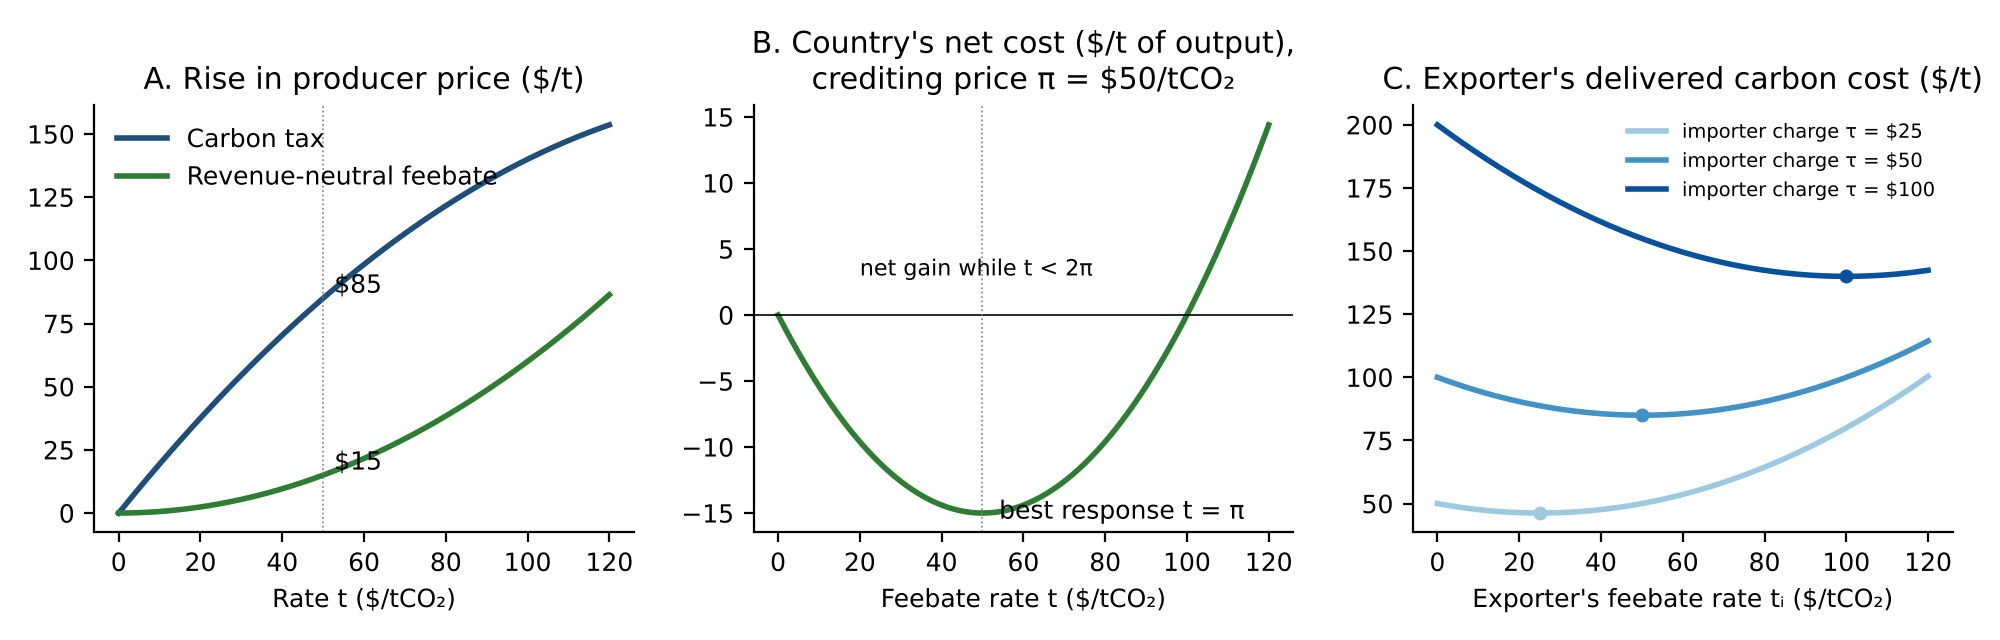 A. Rise in producer price ($/t)
150
125
100
75
50
25
0
Carbon tax
Revenue-neutral feebate
$85
$15
0 20 40 60 80 100 120
Rate t ($/tCO₂)
B. Country's net cost ($/t of output),
crediting price π = $50/tCO₂
15
10
5
0
−5
−10
−15
net gain while t < 2π
best response t = π
0 20 40 60 80 100 120
Feebate rate t ($/tCO₂)
C. Exporter's delivered carbon cost ($/t)
200
175
150
125
100
75
50
importer charge τ = $25
importer charge τ = $50
importer charge τ = $100
0 20 40 60 80 100 120
Exporter's feebate rate tᵢ ($/tCO₂)